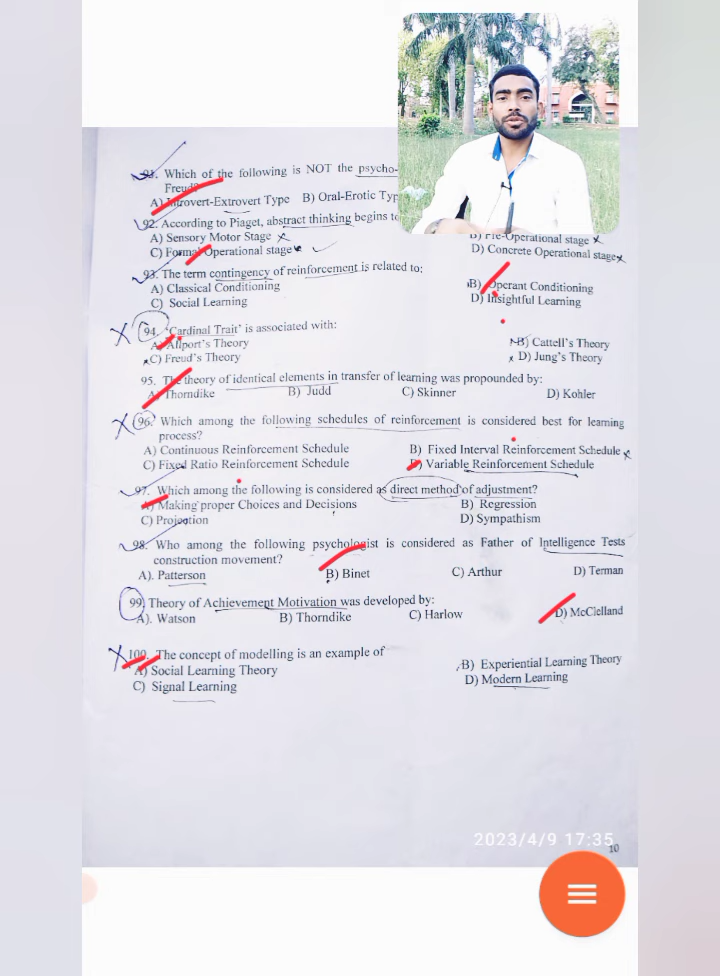 91. Which of the following is NOT the psycho-
Freud?
A) Introvert-Extrovert Type B) Oral-Erotic Typ
92. According to Piaget, abstract thinking begins to
A) Sensory Motor Stage
B) Pre-Operational stage
C) Formal Operational stage
D) Concrete Operational stage
93. The term contingency of reinforcement is related to:
A) Classical Conditioning
B) Operant Conditioning
C) Social Learning
D) Insightful Learning
94. 'Cardinal Trait' is associated with:
A) Allport's Theory
B) Cattell's Theory
C) Freud's Theory
D) Jung's Theory
95. The theory of identical elements in transfer of learning was propounded by:
A) Thorndike B) Judd C) Skinner D) Kohler
96. Which among the following schedules of reinforcement is considered best for learning
process?
A) Continuous Reinforcement Schedule B) Fixed Interval Reinforcement Schedule
C) Fixed Ratio Reinforcement Schedule D) Variable Reinforcement Schedule
97. Which among the following is considered as direct method of adjustment?
A) Making proper Choices and Decisions B) Regression
C) Projection D) Sympathism
98. Who among the following psychologist is considered as Father of Intelligence Tests
construction movement?
A). Patterson B) Binet C) Arthur D) Terman
99. Theory of Achievement Motivation was developed by:
A). Watson B) Thorndike C) Harlow D) McClelland
100. The concept of modelling is an example of
A) Social Learning Theory B) Experiential Learning Theory
C) Signal Learning D) Modern Learning
2023/4/9 17:35
10